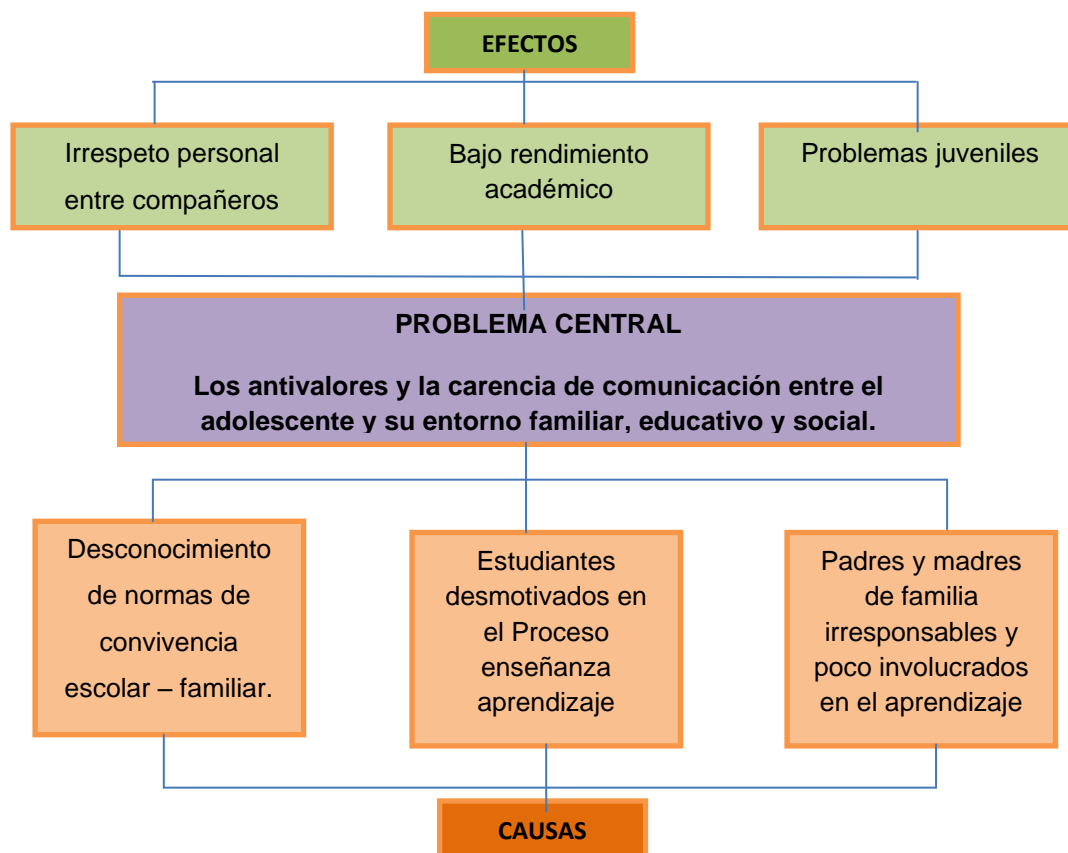 EFECTOS
Irrespeto personal
entre compañeros
Bajo rendimiento
académico
Problemas juveniles
PROBLEMA CENTRAL
Los antivalores y la carencia de comunicación entre el
adolescente y su entorno familiar, educativo y social.
Desconocimiento
de normas de
convivencia
escolar – familiar.
Estudiantes
desmotivados en
el Proceso
enseñanza
aprendizaje
Padres y madres
de familia
irresponsables y
poco involucrados
en el aprendizaje
CAUSAS